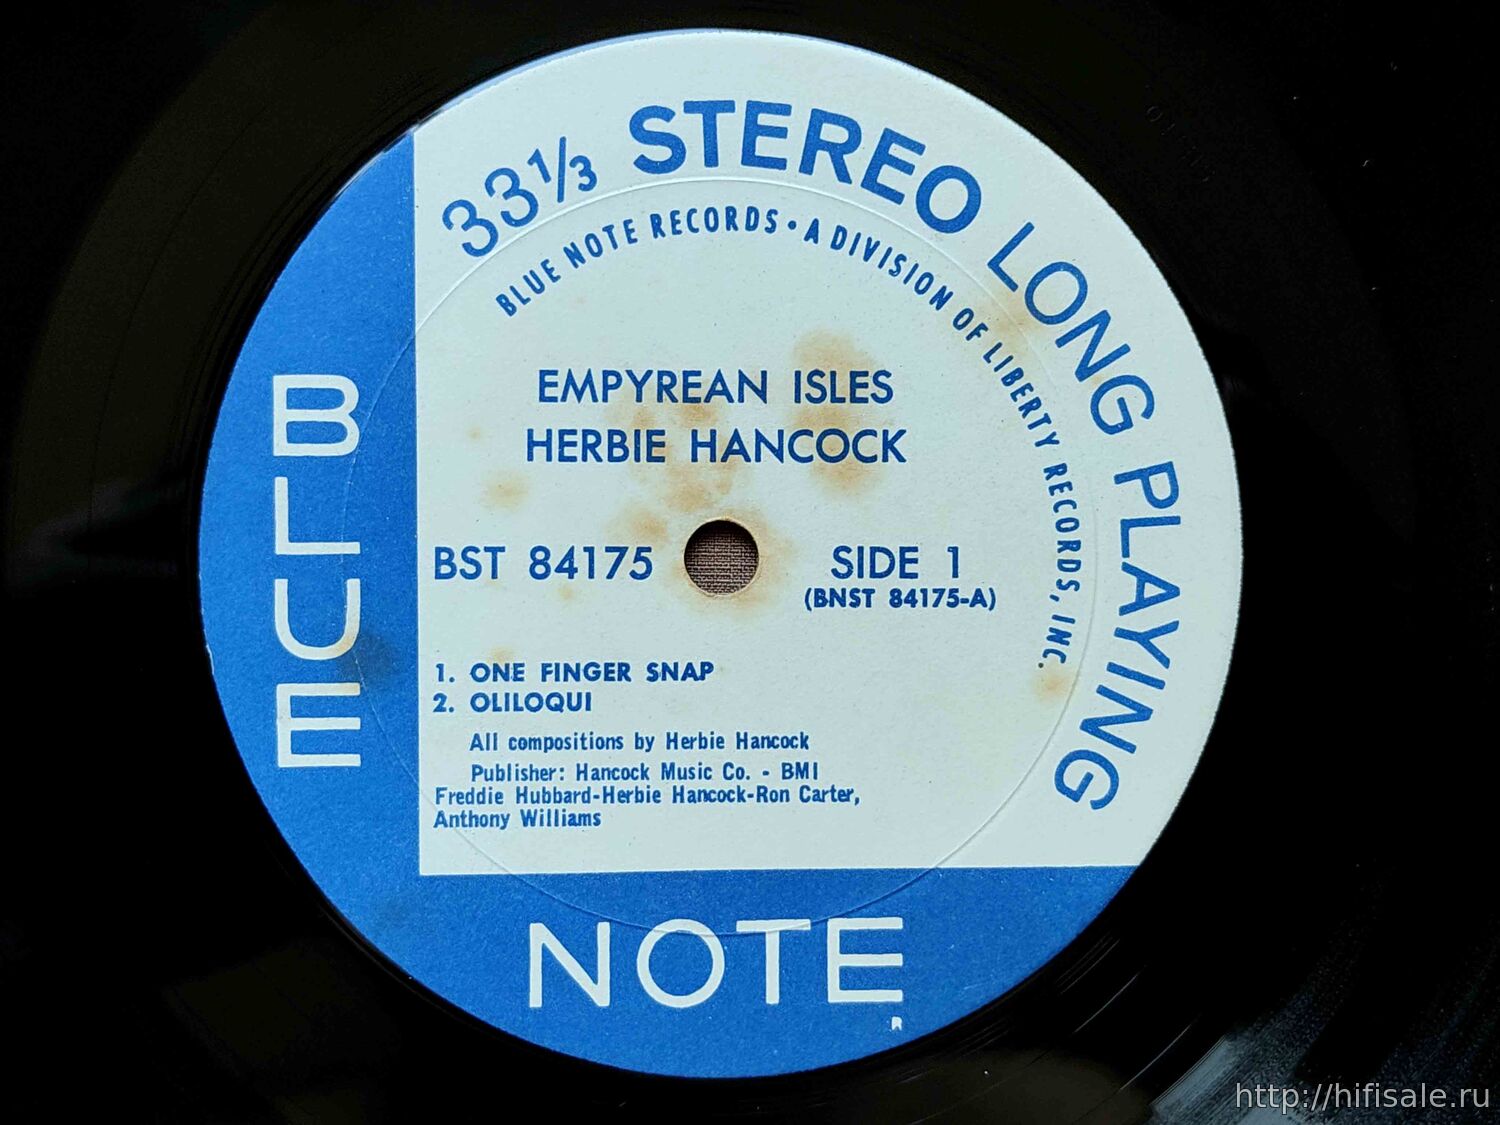 33⅓ STEREO LONG PLAYING
BLUE NOTE RECORDS • A DIVISION OF LIBERTY RECORDS, INC.
EMPYREAN ISLES
HERBIE HANCOCK
BST 84175 SIDE 1
(BNST 84175-A)
1. ONE FINGER SNAP
2. OLILOQUI
All compositions by Herbie Hancock
Publisher: Hancock Music Co. - BMI
Freddie Hubbard-Herbie Hancock-Ron Carter,
Anthony Williams
BLUE
NOTE
R
http://hifisale.ru